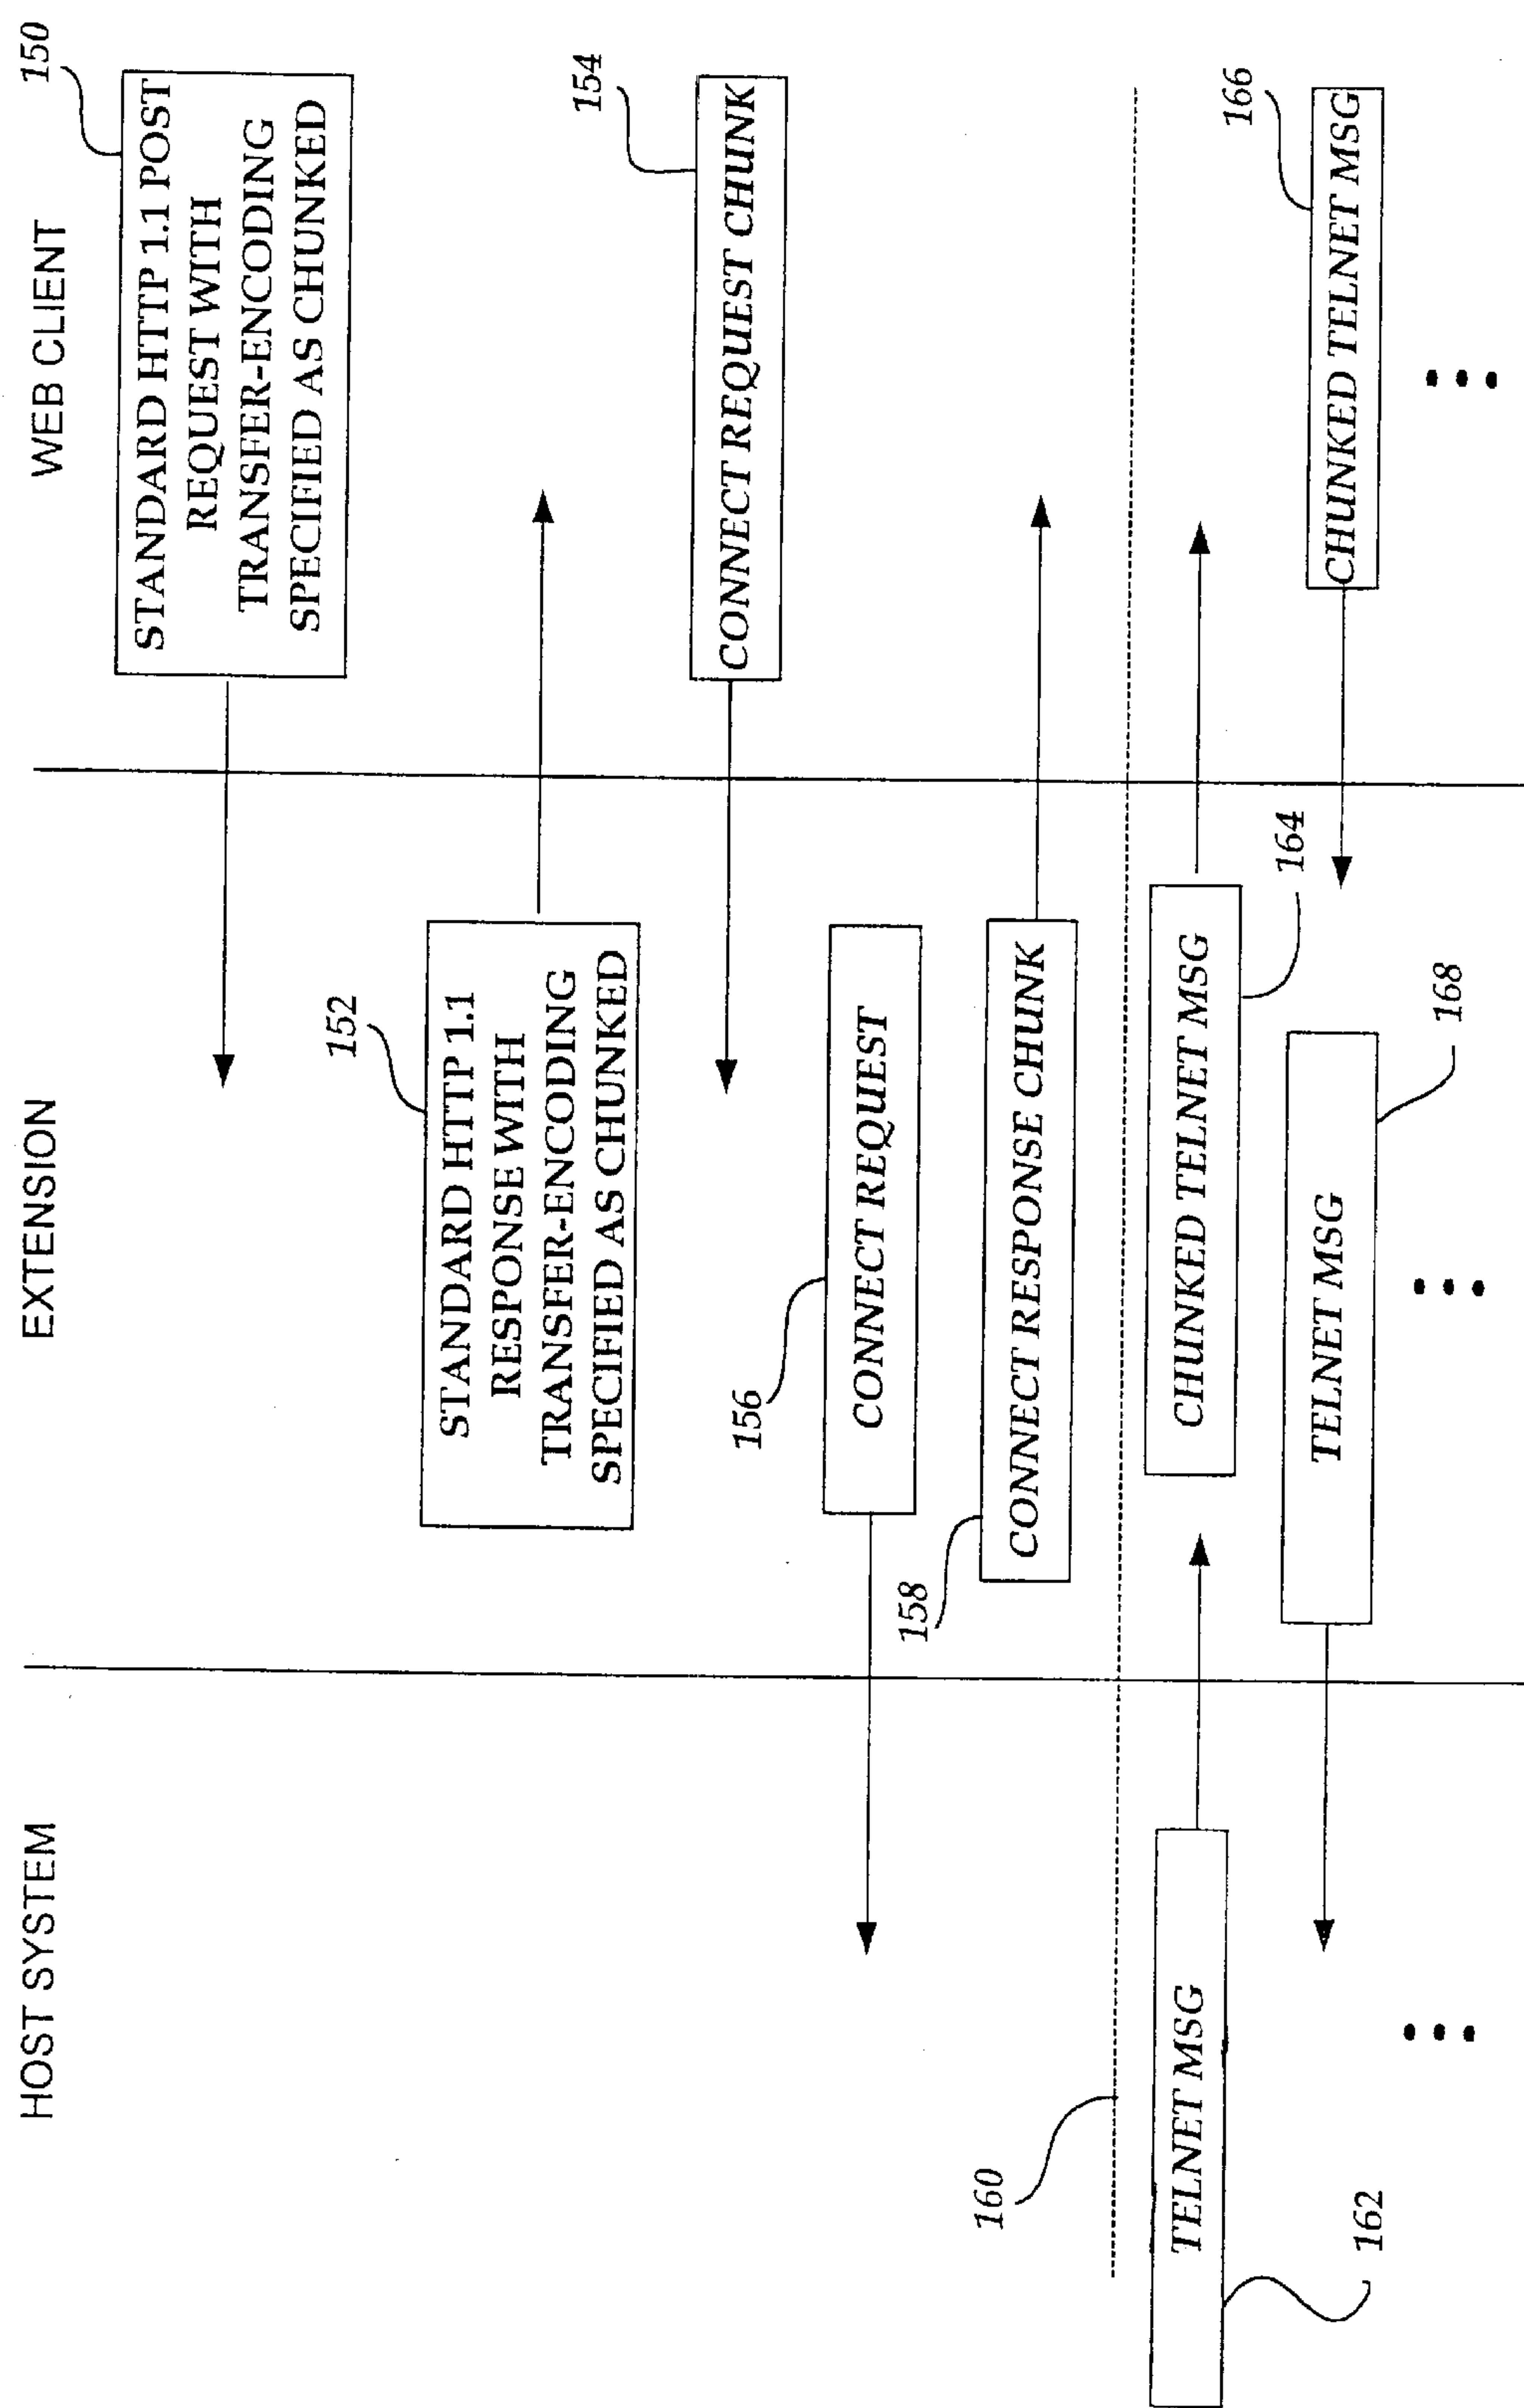 HOST SYSTEM
EXTENSION
WEB CLIENT
150
STANDARD HTTP 1.1 POST
REQUEST WITH
TRANSFER-ENCODING
SPECIFIED AS CHUNKED
152
STANDARD HTTP 1.1
RESPONSE WITH
TRANSFER-ENCODING
SPECIFIED AS CHUNKED
154
CONNECT REQUEST CHUNK
156
CONNECT REQUEST
158
CONNECT RESPONSE CHUNK
160
TELNET MSG
162
CHUNKED TELNET MSG
164
CHUNKED TELNET MSG
166
TELNET MSG
168